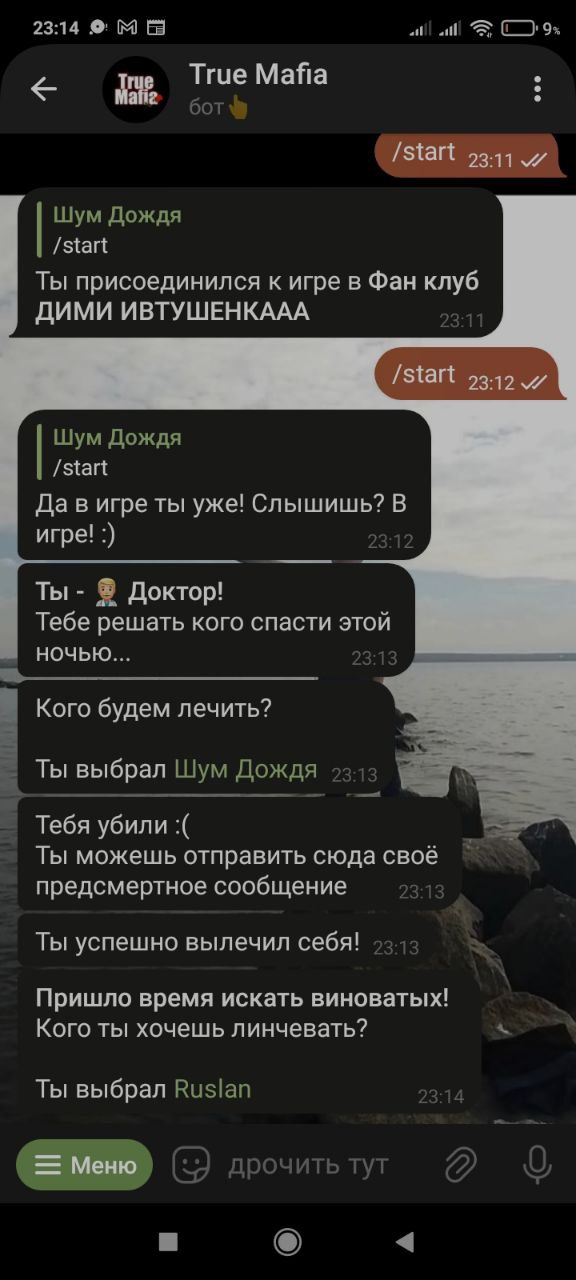 23:14
9%
True Mafia
True Mafia
бот👆
/start 23:11
Шум Дождя
/start
Ты присоединился к игре в Фан клуб
ДИМИ ИВТУШЕНКААА 23:11
/start 23:12
Шум Дождя
/start
Да в игре ты уже! Слышишь? В
игре! :) 23:12
Ты - 👨‍⚕️ Доктор!
Тебе решать кого спасти этой
ночью... 23:13
Кого будем лечить?
Ты выбрал Шум Дождя 23:13
Тебя убили :(
Ты можешь отправить сюда своё
предсмертное сообщение 23:13
Ты успешно вылечил себя! 23:13
Пришло время искать виноватых!
Кого ты хочешь линчевать?
Ты выбрал Ruslan 23:14
Меню
дрочить тут